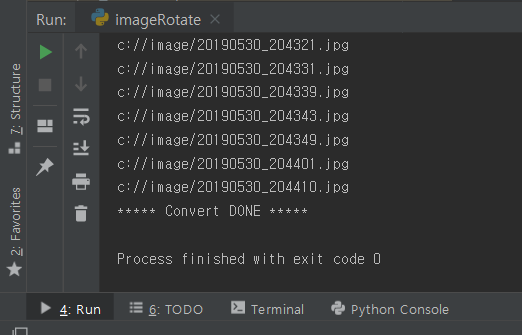 Run: imageRotate
c://image/20190530_204321.jpg
c://image/20190530_204331.jpg
c://image/20190530_204339.jpg
c://image/20190530_204343.jpg
c://image/20190530_204349.jpg
c://image/20190530_204401.jpg
c://image/20190530_204410.jpg
***** Convert DONE *****
Process finished with exit code 0
7: Structure
2: Favorites
4: Run 6: TODO Terminal Python Console